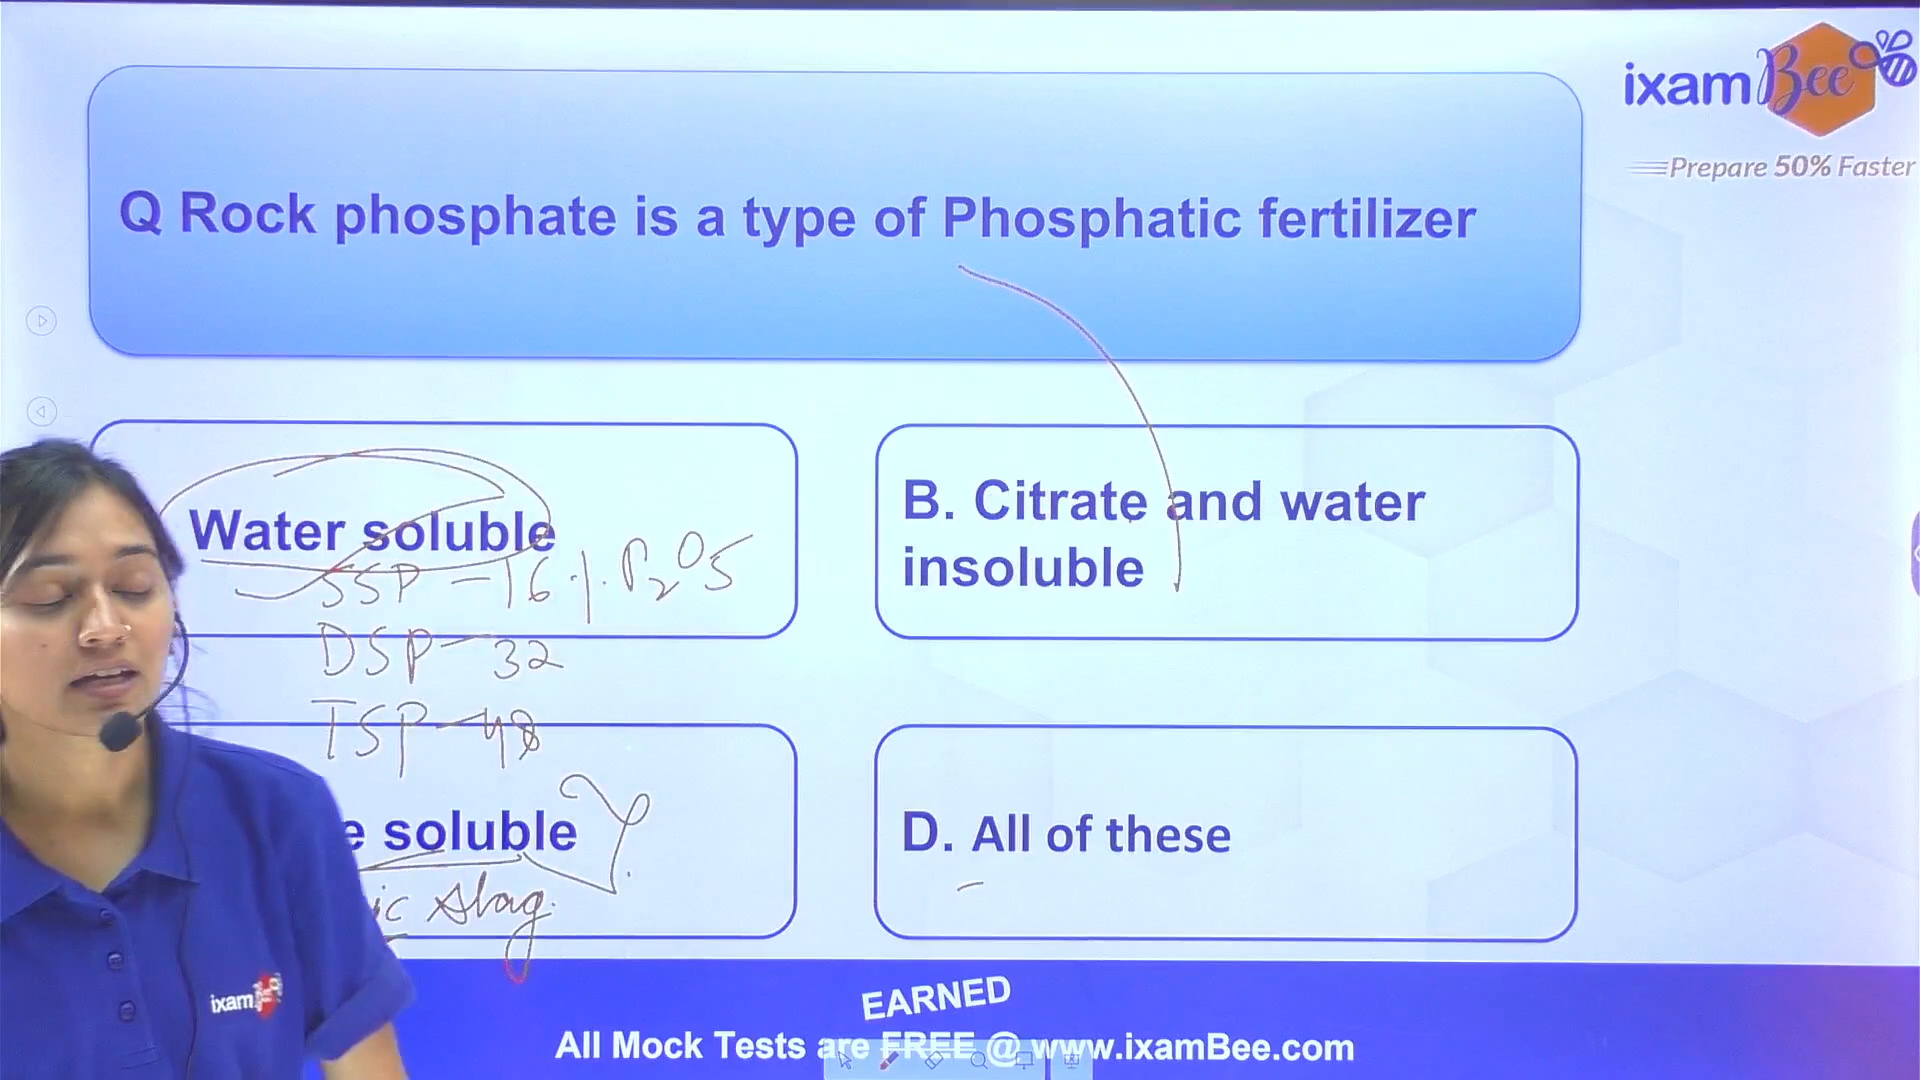 ixamBee
Prepare 50% Faster
Q Rock phosphate is a type of Phosphatic fertilizer
Water soluble
SSP - 16%. P2O5
DSP - 32
TSP - 48
B. Citrate and water
insoluble
e soluble
ic slag.
D. All of these
ixam
EARNED
All Mock Tests are FREE @ www.ixamBee.com